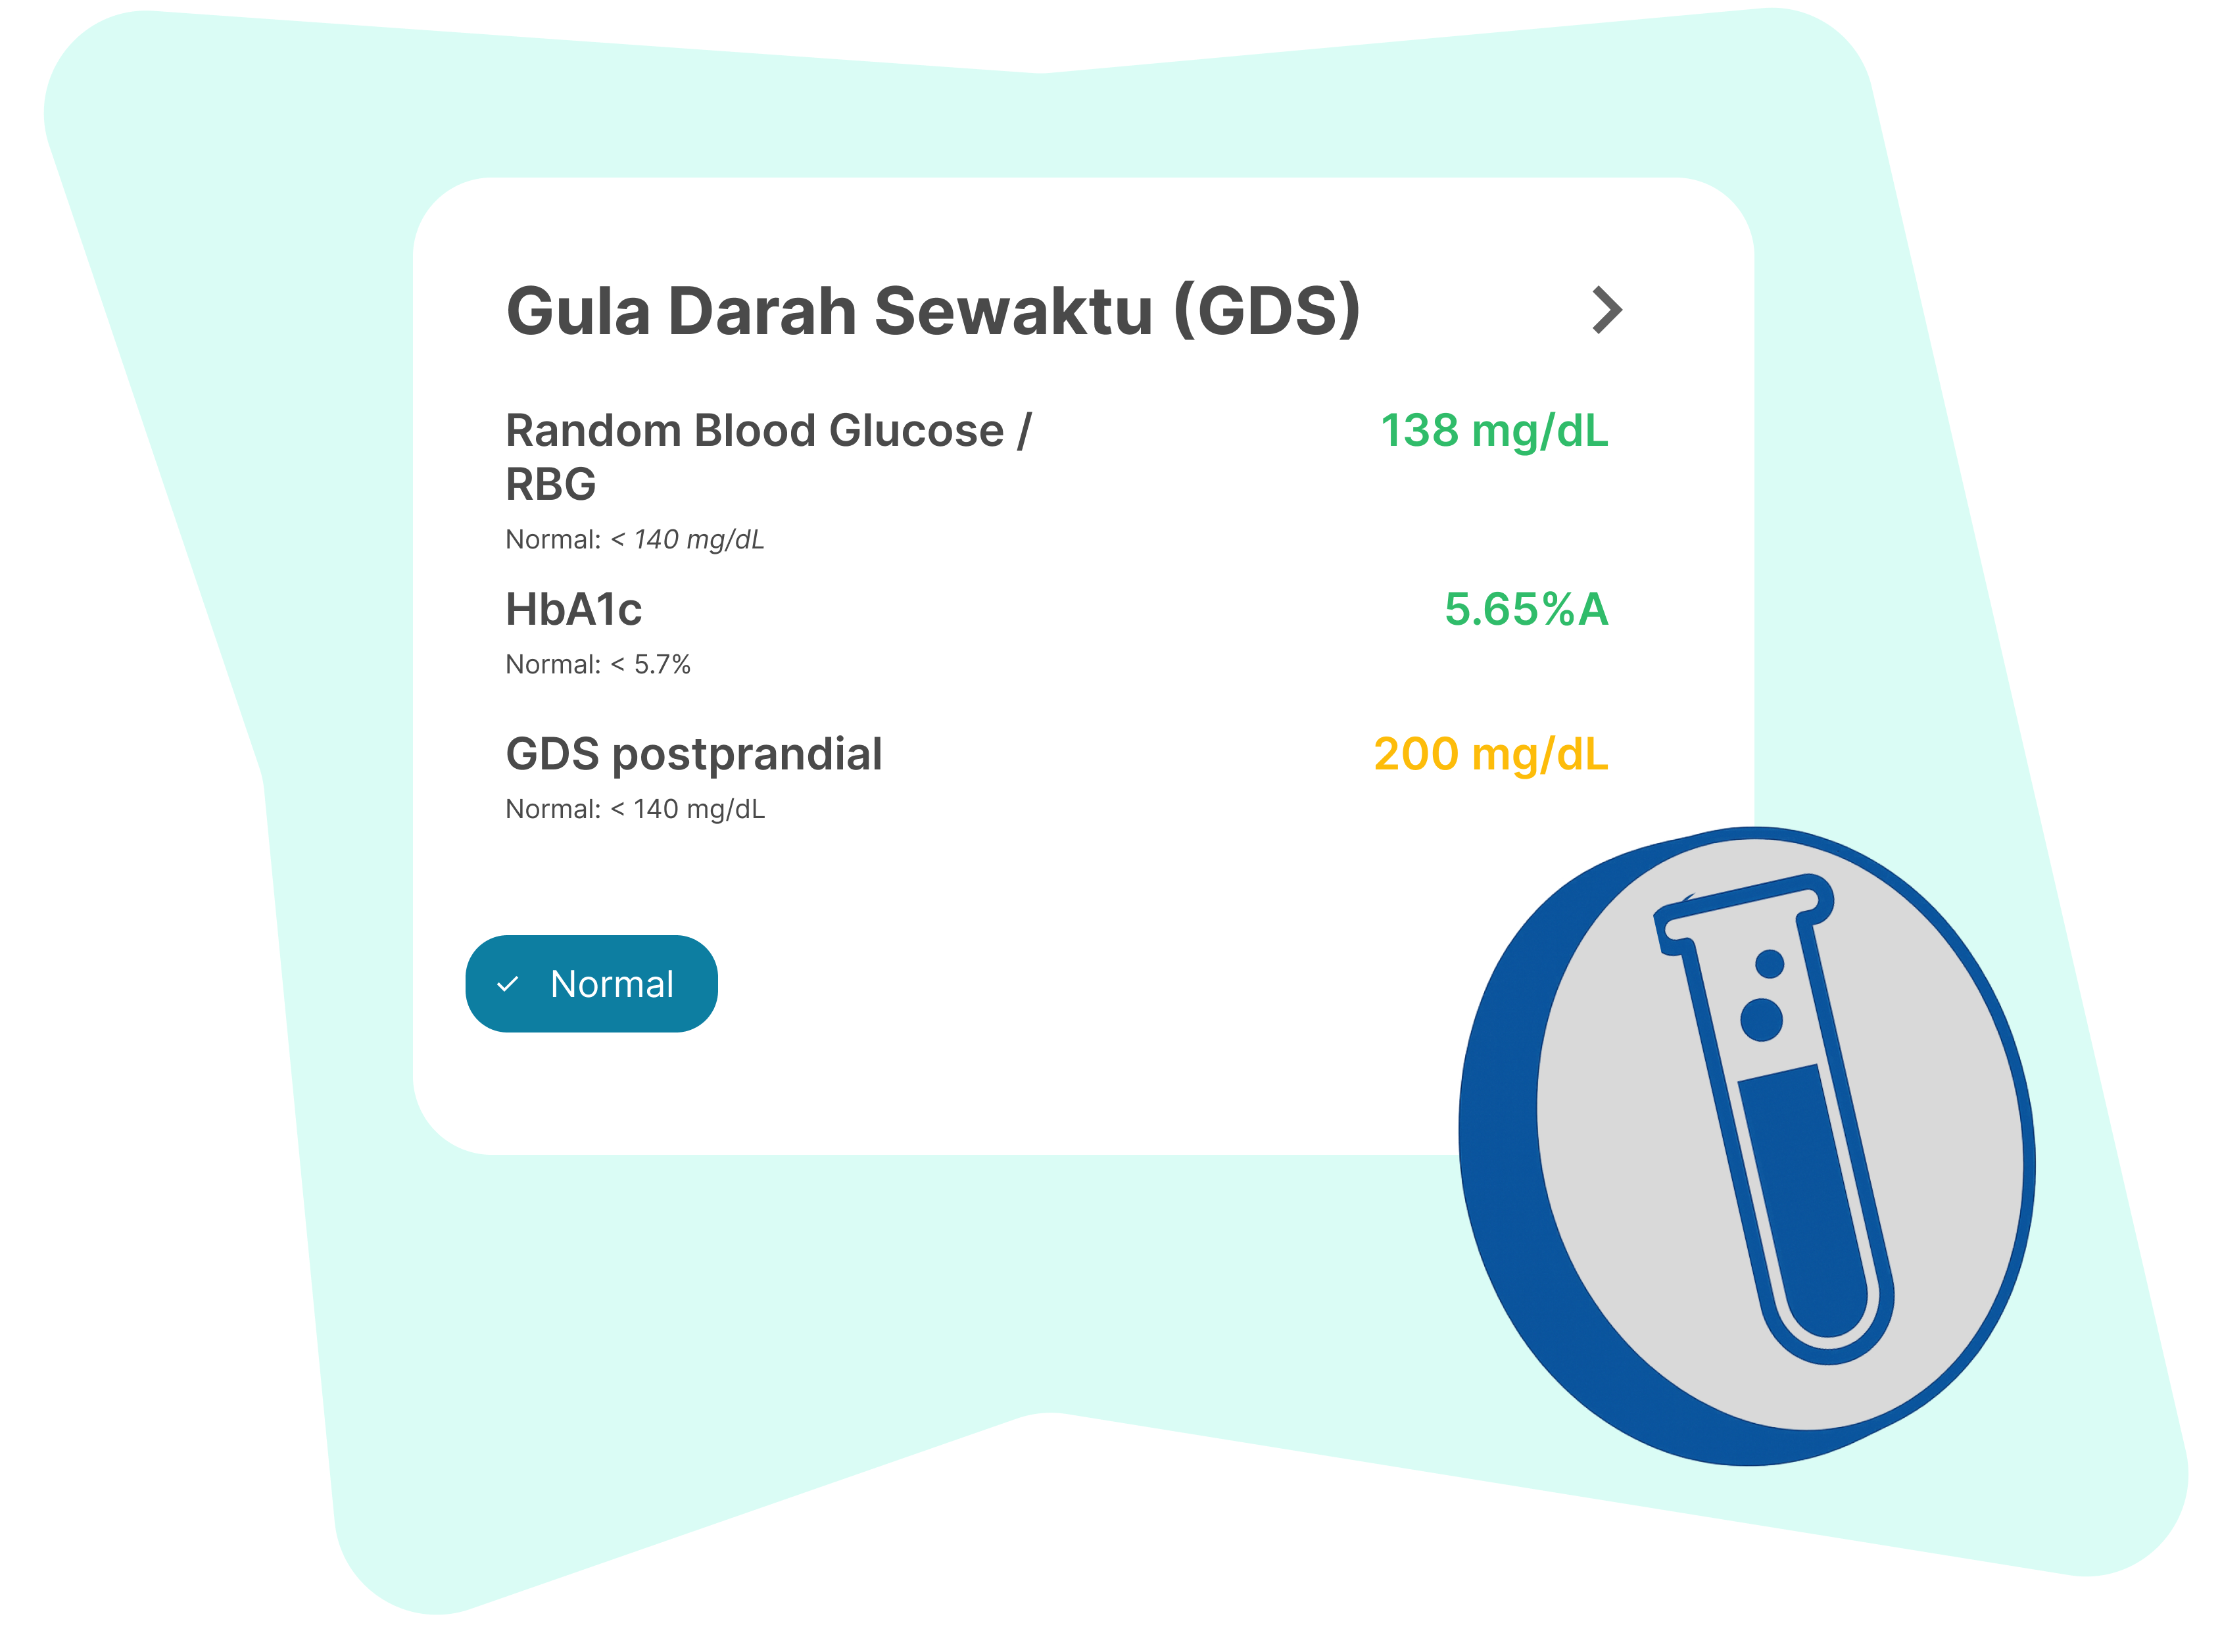 Gula Darah Sewaktu (GDS)
Random Blood Glucose / 138 mg/dL
RBG
Normal: < 140 mg/dL
HbA1c 5.65%A
Normal: < 5.7%
GDS postprandial 200 mg/dL
Normal: < 140 mg/dL
Normal